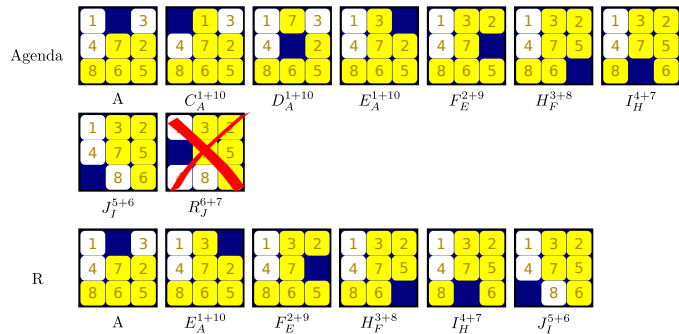 1 3 1 3 1 7 3 1 3 1 3 2 1 3 2 1 3 2
Agenda 4 7 2 4 7 2 4 2 4 7 2 4 7 4 7 5 4 7 5
8 6 5 8 6 5 8 6 5 8 6 5 8 6 5 8 6 8 6
A C_A^{1+10} D_A^{1+10} E_A^{1+10} F_E^{2+9} H_F^{3+8} I_H^{4+7}
1 3 2 3 2
4 7 5 5
8 6 8
J_I^{5+6} R_J^{6+7}
1 3 1 3 1 3 2 1 3 2 1 3 2 1 3 2
R 4 7 2 4 7 2 4 7 4 7 5 4 7 5 4 7 5
8 6 5 8 6 5 8 6 5 8 6 8 6 8 6
A E_A^{1+10} F_E^{2+9} H_F^{3+8} I_H^{4+7} J_I^{5+6}